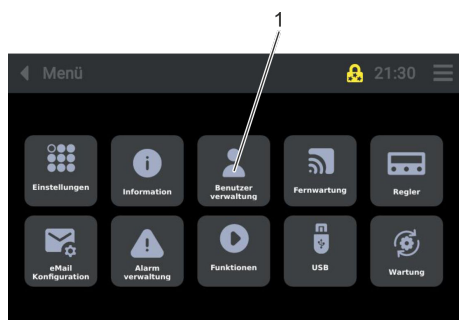 1
Menü 21:30
Einstellungen Information Benutzer verwaltung Fernwartung Regler
eMail Konfiguration Alarm verwaltung Funktionen USB Wartung